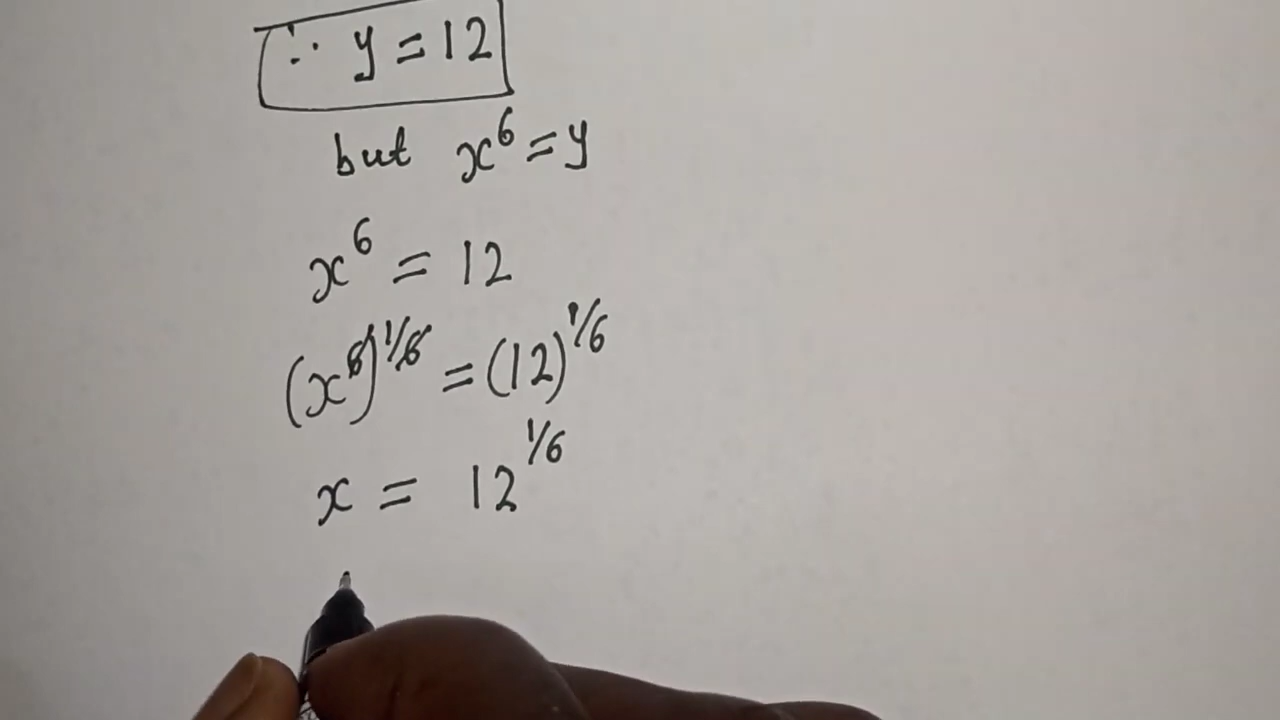 ∴ y = 12
but x⁶ = y
x⁶ = 12
(x⁶)^1/6 = (12)^1/6
x = 12^1/6